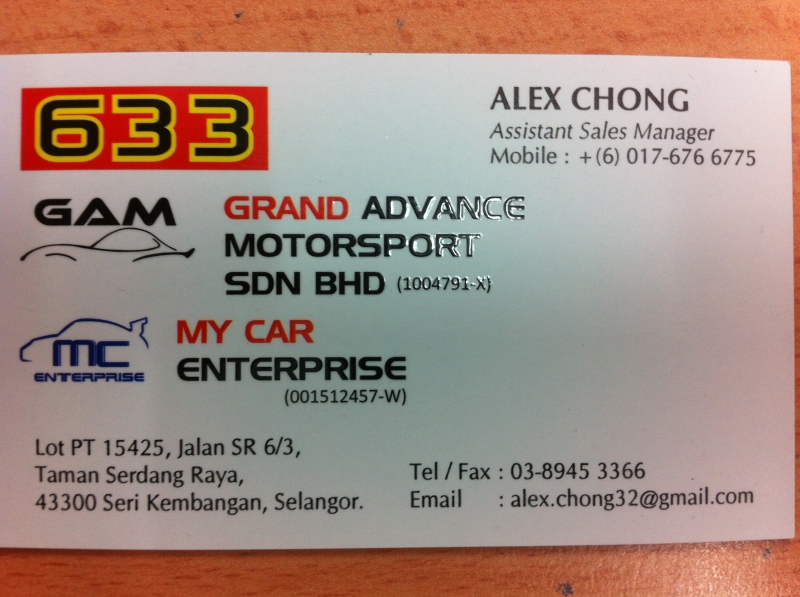 633
ALEX CHONG
Assistant Sales Manager
Mobile : +(6) 017-676 6775
GAM
GRAND ADVANCE
MOTORSPORT
SDN BHD (1004791-X)
MC
ENTERPRISE
MY CAR
ENTERPRISE
(001512457-W)
Lot PT 15425, Jalan SR 6/3,
Taman Serdang Raya,
43300 Seri Kembangan, Selangor.
Tel / Fax : 03-8945 3366
Email : alex.chong32@gmail.com